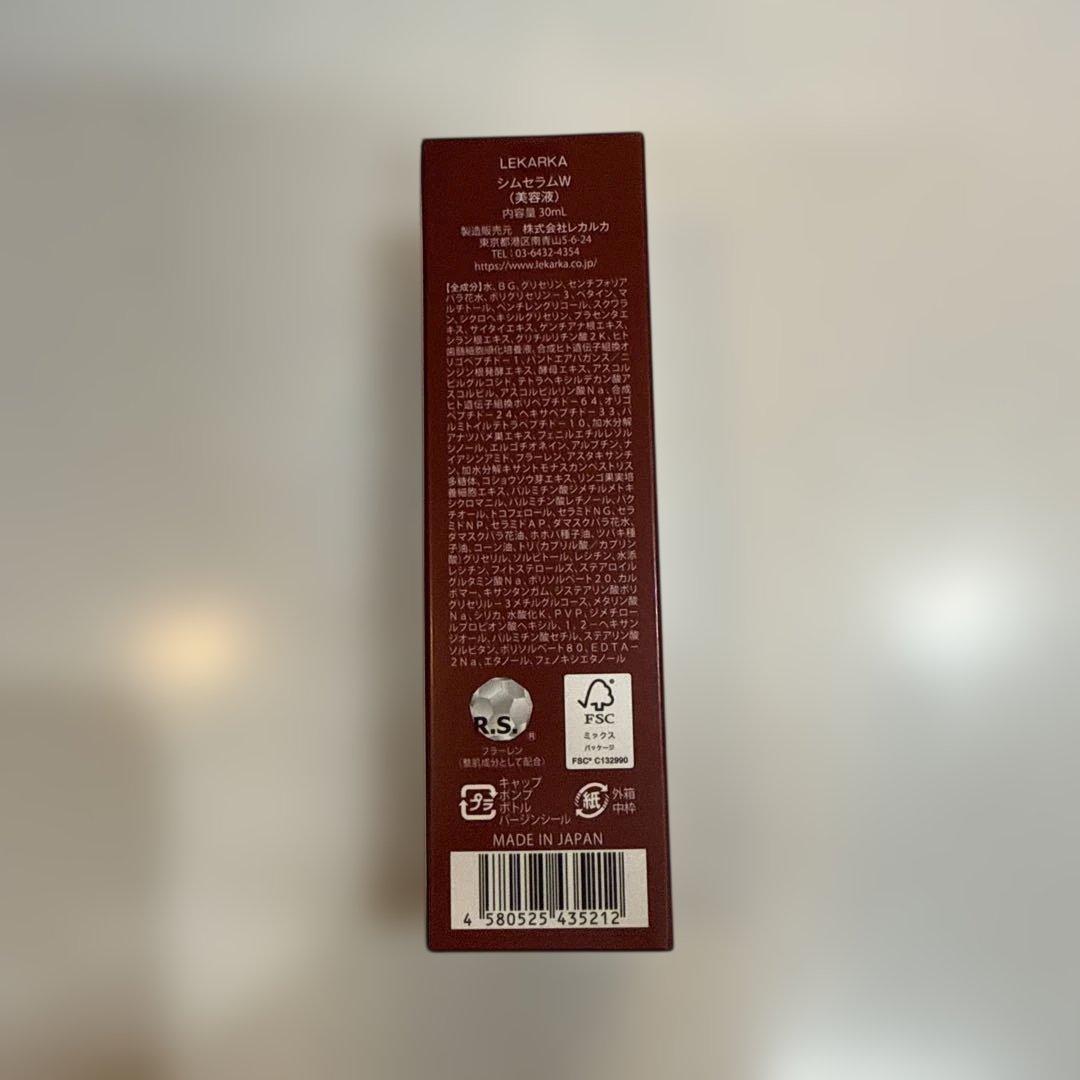 LEKARKA
シムセラムW
(美容液)
内容量 30mL
製造販売元 株式会社レカルカ
東京都港区南青山5-6-24
TEL:03-6432-4354
https://www.lekarka.co.jp/
【全成分】水、BG、グリセリン、センチフォリア
バラ花水、ポリグリセリン-3、ベタイン、マ
ルチトール、ペンチレングリコール、スクワラ
ン、シクロヘキシルグリセリン、プラセンタエ
キス、サイタイエキス、ゲンチアナ根エキス、
シラン根エキス、グリチルリチン酸2K、ヒト
歯髄細胞順化培養液、合成ヒト遺伝子組換オ
リゴペプチド-1、パントエアバガンス/ニ
ンジン根発酵エキス、酵母エキス、アスコル
ビルグルコシド、テトラヘキシルデカン酸ア
スコルビル、アスコルビルリン酸Na、合成
ヒト遺伝子組換ポリペプチド-64、オリゴ
ペプチド-24、ヘキサペプチド-33、パル
ミトイルテトラペプチド-10、加水分解
アナツバメ巣エキス、フェニルエチルレゾル
シノール、エルゴチオネイン、アルブチン、ナ
イアシンアミド、フラーレン、アスタキサンチ
ン、加水分解キサントモナスカンペストリス
多糖体、コショウソウ芽エキス、リンゴ果実培
養細胞エキス、パルミチン酸ジメチルメトキ
シクロマニル、パルミチン酸レチノール、バク
チオール、トコフェロール、セラミドNG、セラ
ミドNP、セラミドAP、ダマスクバラ花水、
ダマスクバラ花油、ホホバ種子油、ツバキ種
子油、コーン油、トリ(カプリル酸/カプリン
酸)グリセリル、ソルビトール、レシチン、水添
レシチン、フィトステロールズ、ステアロイル
グルタミン酸Na、ポリソルベート20、カル
ボマー、キサンタンガム、ジステアリン酸ポリ
グリセリル-3メチルグルコース、メタリン酸
Na、シリカ、水酸化K、PVP、ジメチロー
ルプロピオン酸ヘキシル、1,2-ヘキサン
ジオール、パルミチン酸セチル、ステアリン酸
ソルビタン、ポリソルベート80、EDTA-
2Na、エタノール、フェノキシエタノール
R.S.
®
フラーレン
(整肌成分として配合)
FSC
ミックス
パッケージ
FSC® C132990
プラ
キャップ
ポンプ
ボトル
バージンシール
紙
外箱
中枠
MADE IN JAPAN
4 580525 435212